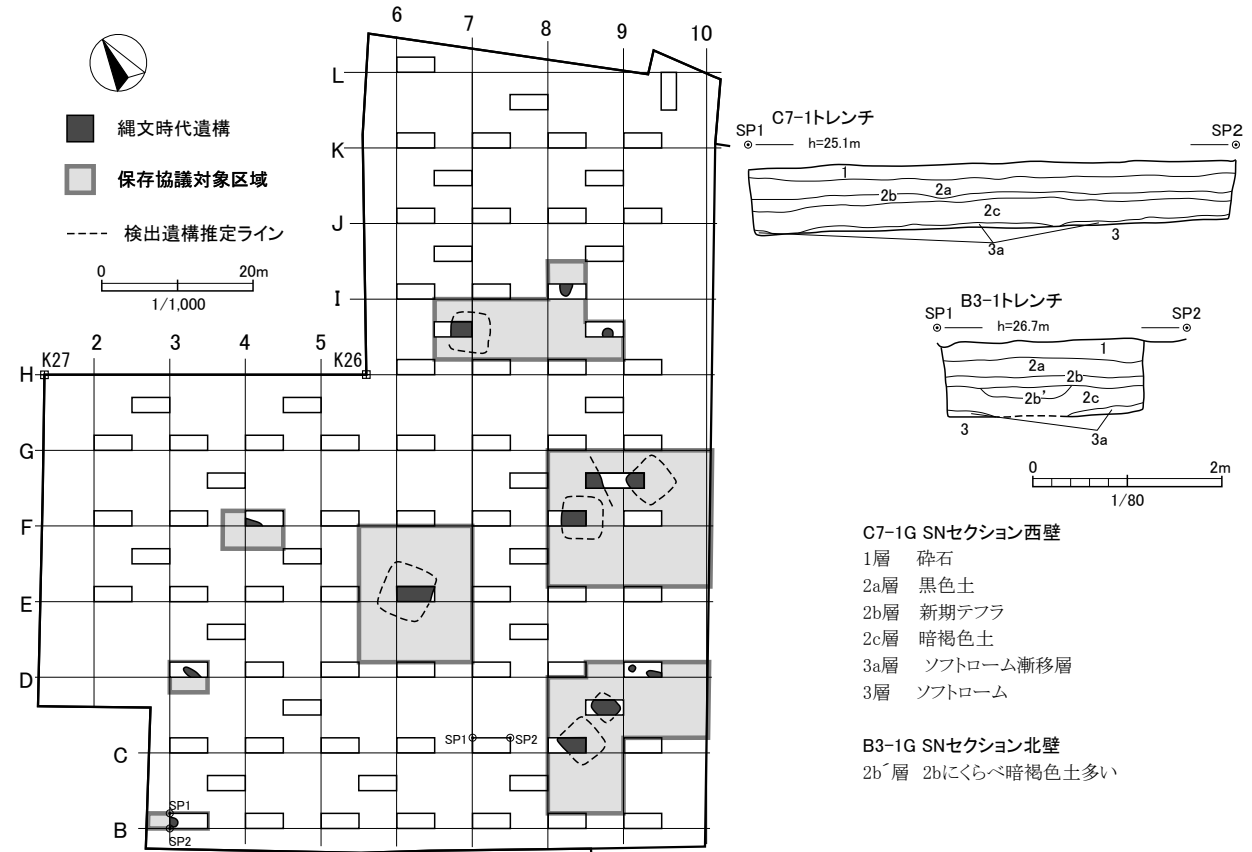 縄文時代遺構
保存協議対象区域
検出遺構推定ライン
0 20m
1/1,000
6 7 8 9 10
L
K
J
I
2 3 4 5
K27 K26
H
G
F
E
D
C
SP1 SP2
B
SP1
SP2
C7-1トレンチ
SP1 h=25.1m SP2
1
2a
2b
2c
3
3a
B3-1トレンチ
SP1 h=26.7m SP2
1
2a
2b
2b’ 2c
3
3a
0 2m
1/80
C7-1G SNセクション西壁
1層 砕石
2a層 黒色土
2b層 新期テフラ
2c層 暗褐色土
3a層 ソフトローム漸移層
3層 ソフトローム
B3-1G SNセクション北壁
2b´層 2bにくらべ暗褐色土多い